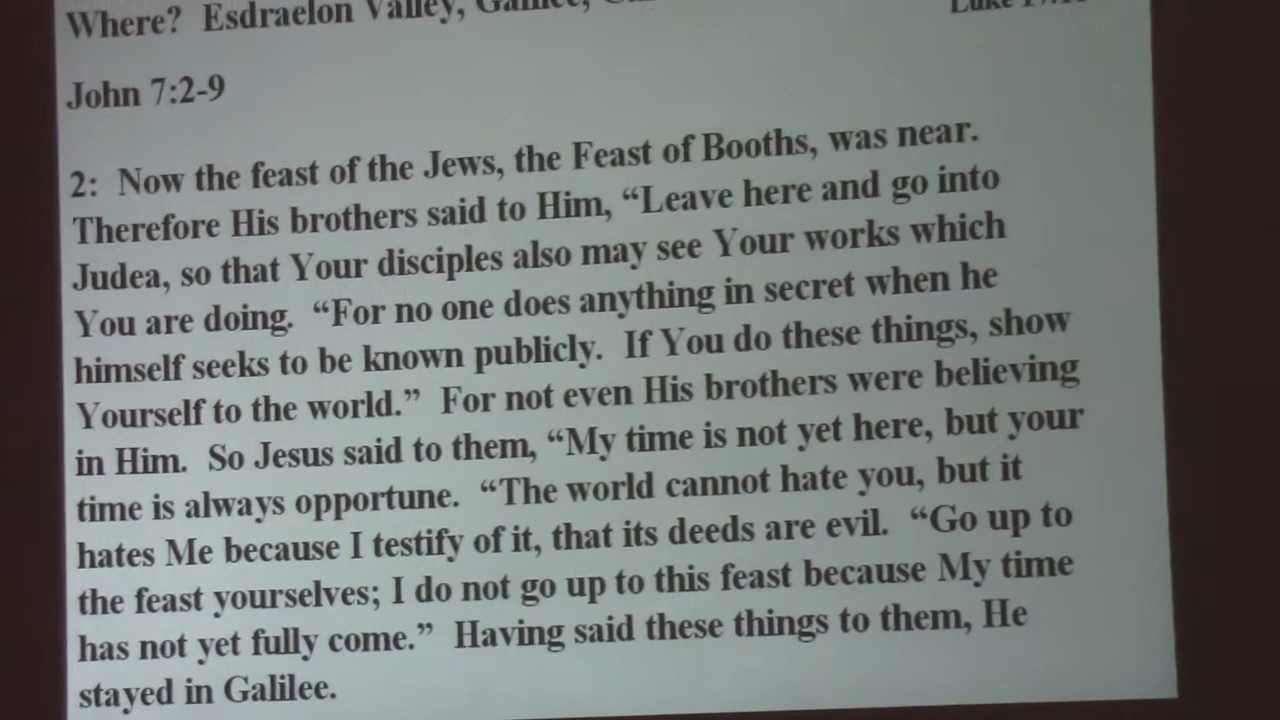 Where? Esdraelon Valley, Galilee,
Luke
John 7:2-9
2: Now the feast of the Jews, the Feast of Booths, was near.
Therefore His brothers said to Him, “Leave here and go into
Judea, so that Your disciples also may see Your works which
You are doing. “For no one does anything in secret when he
himself seeks to be known publicly. If You do these things, show
Yourself to the world.” For not even His brothers were believing
in Him. So Jesus said to them, “My time is not yet here, but your
time is always opportune. “The world cannot hate you, but it
hates Me because I testify of it, that its deeds are evil. “Go up to
the feast yourselves; I do not go up to this feast because My time
has not yet fully come.” Having said these things to them, He
stayed in Galilee.